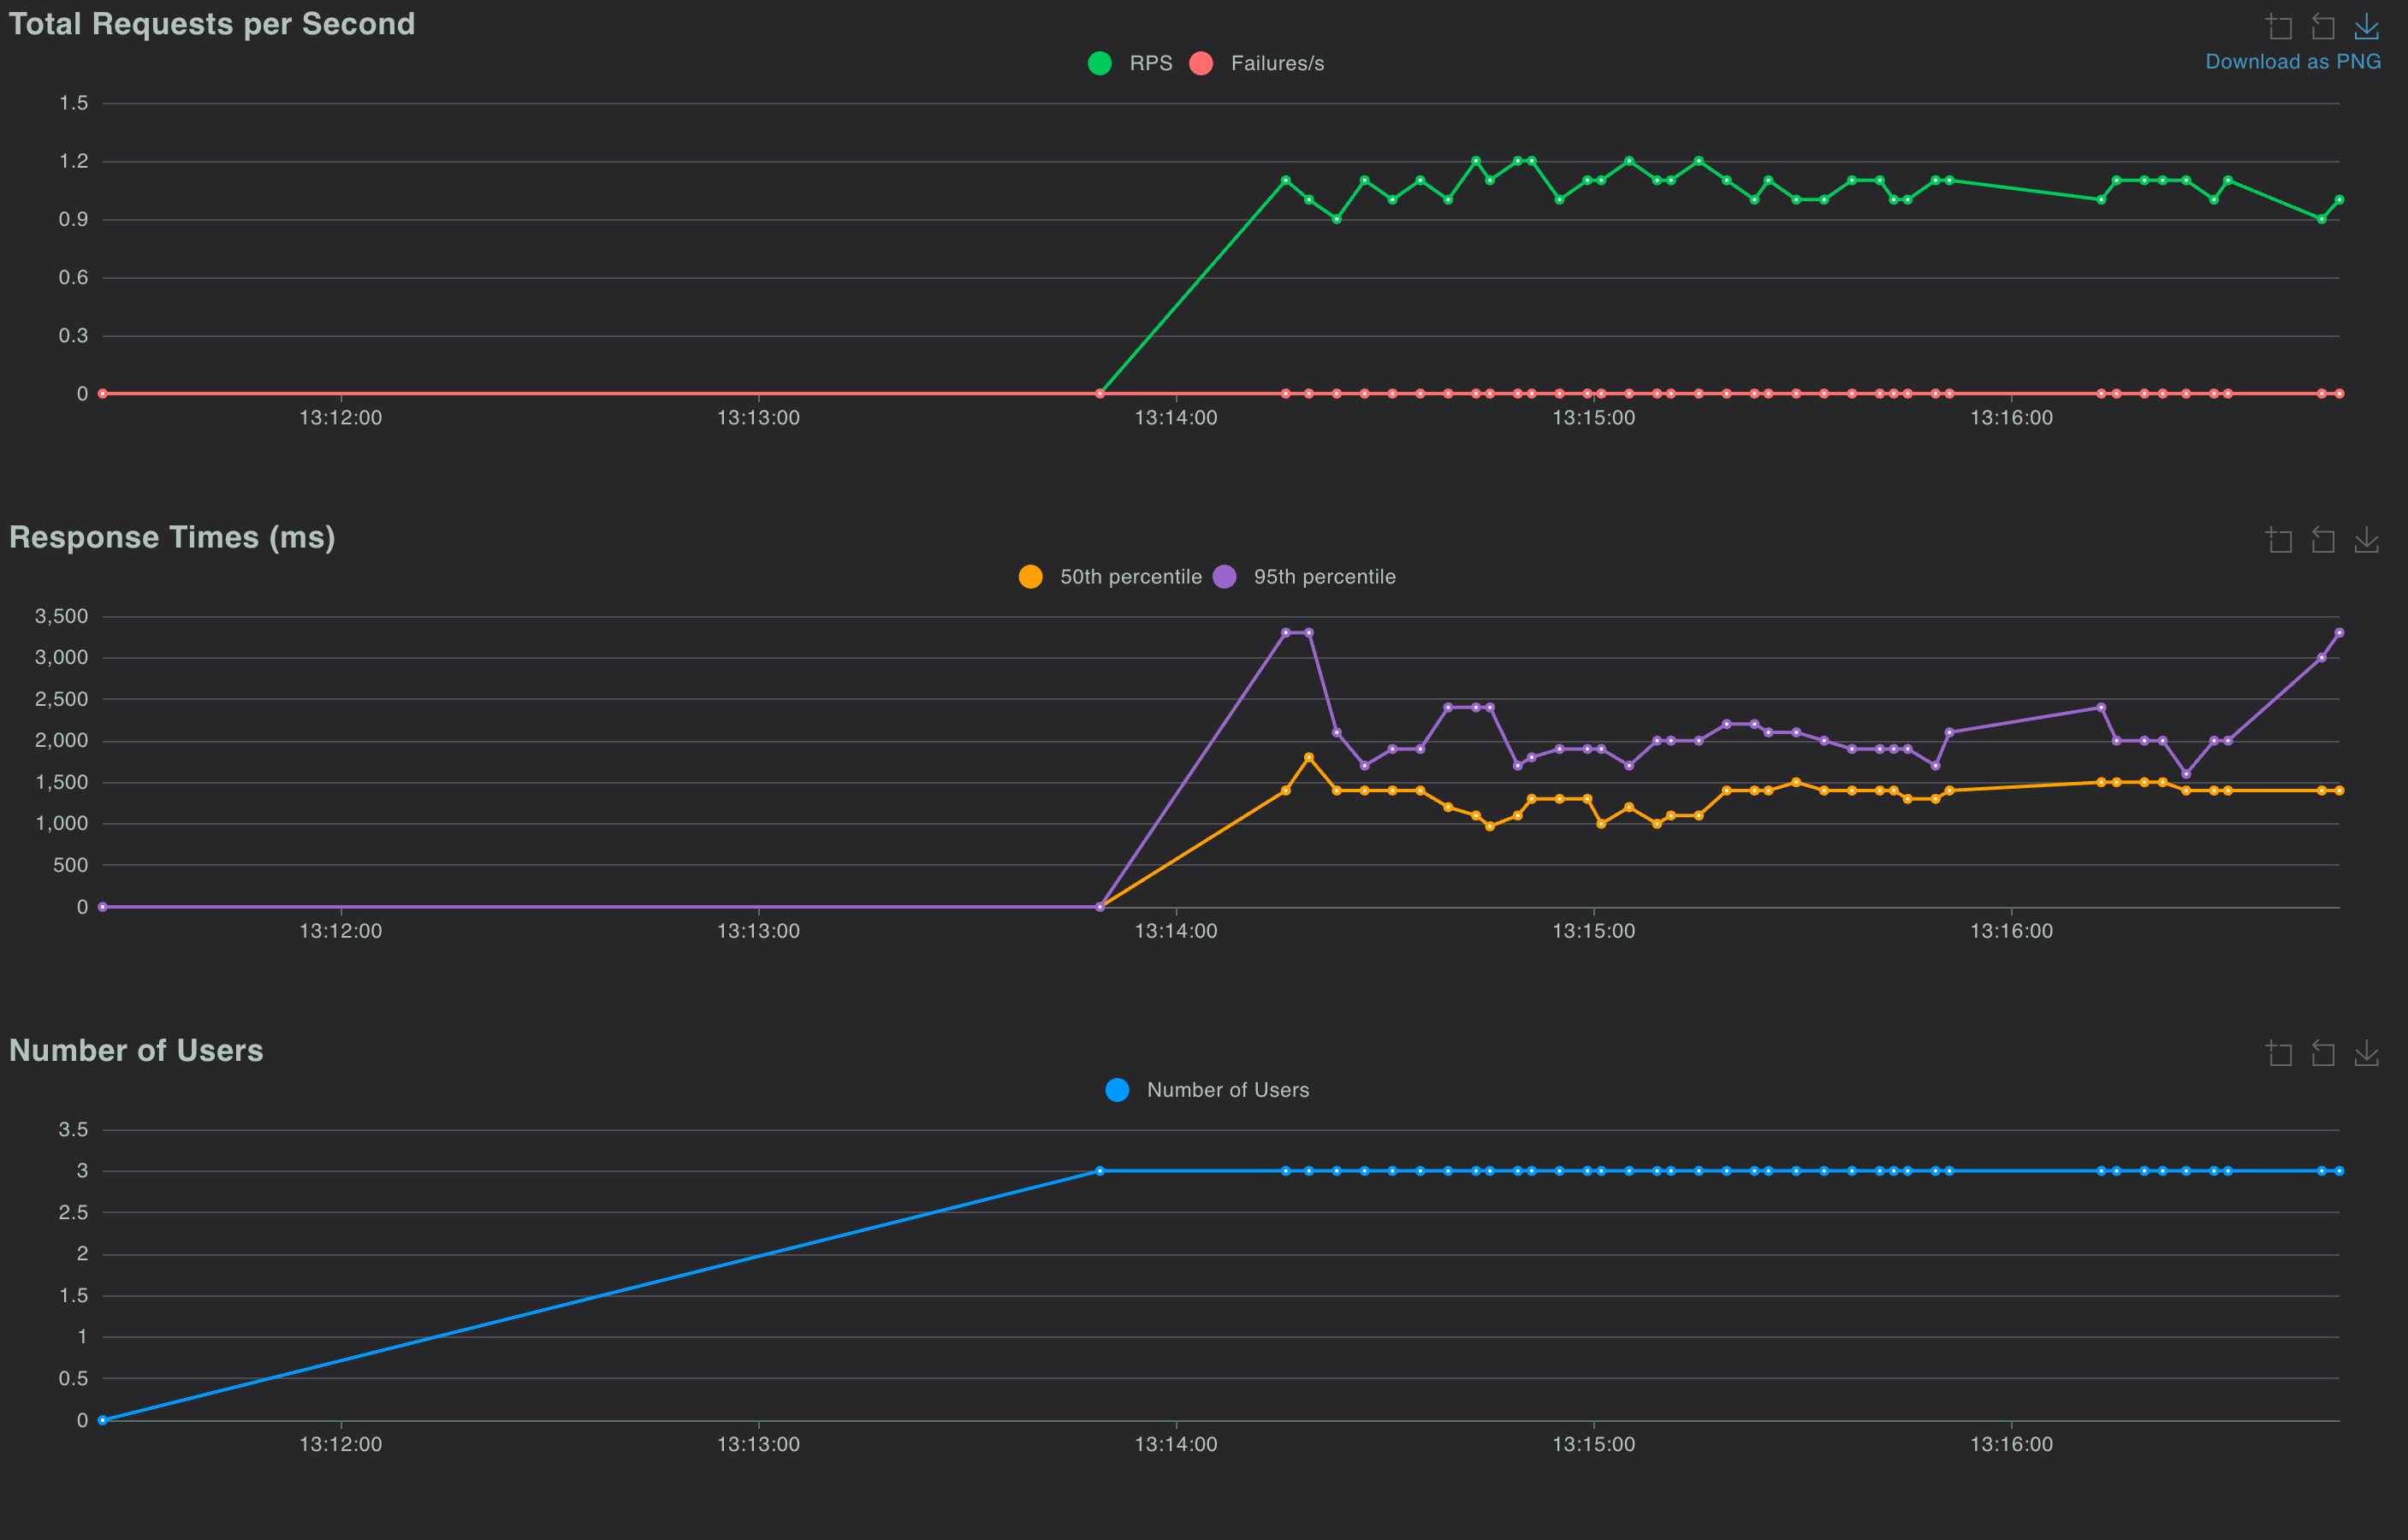 Total Requests per Second
Download as PNG
RPS Failures/s
1.5
1.2
0.9
0.6
0.3
0
13:12:00 13:13:00 13:14:00 13:15:00 13:16:00
Response Times (ms)
50th percentile 95th percentile
3,500
3,000
2,500
2,000
1,500
1,000
500
0
13:12:00 13:13:00 13:14:00 13:15:00 13:16:00
Number of Users
Number of Users
3.5
3
2.5
2
1.5
1
0.5
0
13:12:00 13:13:00 13:14:00 13:15:00 13:16:00